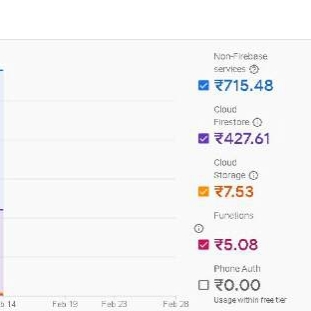 Non-Firebase
services
₹715.48
Cloud
Firestore
₹427.61
Cloud
Storage
₹7.53
Functions
₹5.08
Phone Auth
₹0.00
Usage within free tier
b 14 Feb 19 Feb 23 Feb 28